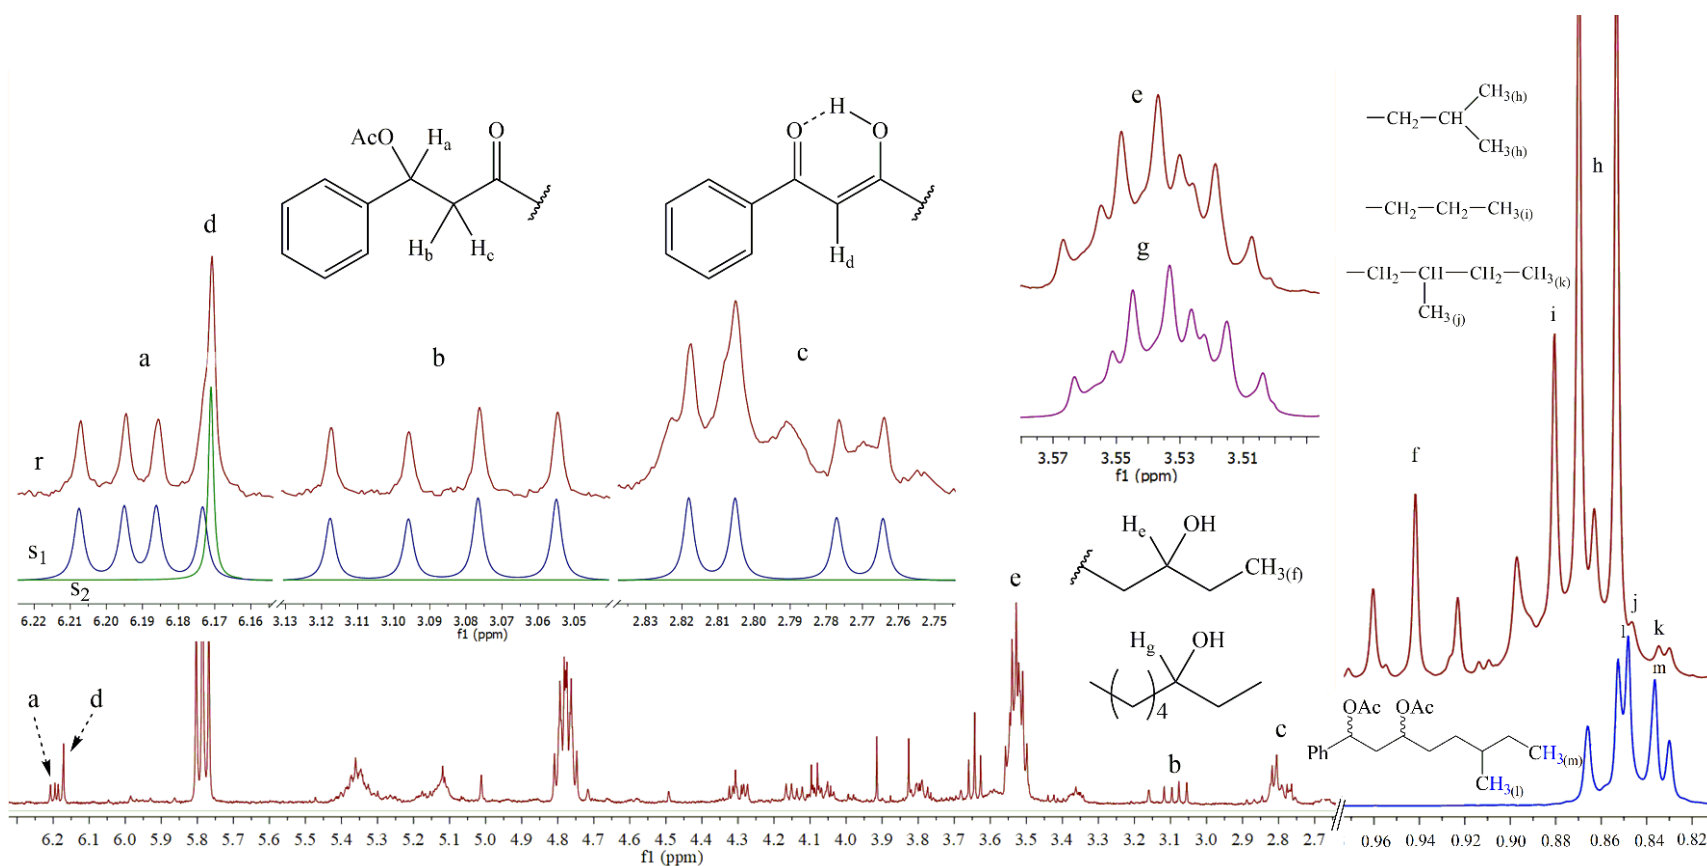 AcO
Ha
O
Hb
Hc
O
H
O
Hd
d
a
b
c
r
s1
s2
6.22 6.21 6.20 6.19 6.18 6.17 6.16
3.13 3.12 3.11 3.10 3.09 3.08 3.07 3.06 3.05
2.83 2.82 2.81 2.80 2.79 2.78 2.77 2.76 2.75
f1 (ppm)
e
g
3.57 3.55 3.53 3.51
f1 (ppm)
He
OH
CH3(f)
Hg
OH
4
CH3(h)
—CH2—CH
CH3(h)
—CH2—CH2—CH3(i)
—CH2—CH—CH2—CH3(k)
CH3(j)
h
i
f
j
l
k
m
OAc OAc
Ph
CH3(m)
CH3(l)
a
d
e
b
c
6.2 6.1 6.0 5.9 5.8 5.7 5.6 5.5 5.4 5.3 5.2 5.1 5.0 4.9 4.8 4.7 4.6 4.5 4.4 4.3 4.2 4.1 4.0 3.9 3.8 3.7 3.6 3.5 3.4 3.3 3.2 3.1 3.0 2.9 2.8 2.7
0.96 0.94 0.92 0.90 0.88 0.86 0.84 0.82
f1 (ppm)